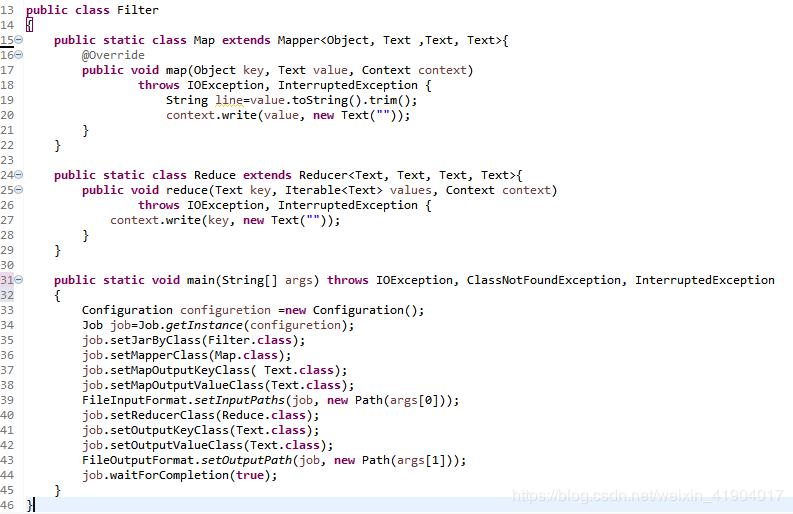 13 public class Filter
14 {
15 public static class Map extends Mapper<Object, Text ,Text, Text>{
16 @Override
17 public void map(Object key, Text value, Context context)
18 throws IOException, InterruptedException {
19 String line=value.toString().trim();
20 context.write(value, new Text(""));
21 }
22 }
23
24 public static class Reduce extends Reducer<Text, Text, Text, Text>{
25 public void reduce(Text key, Iterable<Text> values, Context context)
26 throws IOException, InterruptedException {
27 context.write(key, new Text(""));
28 }
29 }
30
31 public static void main(String[] args) throws IOException, ClassNotFoundException, InterruptedException
32 {
33 Configuration configuretion =new Configuration();
34 Job job=Job.getInstance(configuretion);
35 job.setJarByClass(Filter.class);
36 job.setMapperClass(Map.class);
37 job.setMapOutputKeyClass( Text.class);
38 job.setMapOutputValueClass(Text.class);
39 FileInputFormat.setInputPaths(job, new Path(args[0]));
40 job.setReducerClass(Reduce.class);
41 job.setOutputKeyClass(Text.class);
42 job.setOutputValueClass(Text.class);
43 FileOutputFormat.setOutputPath(job, new Path(args[1]));
44 job.waitForCompletion(true);
45 }
46 }
https://blog.csdn.net/weixin_41904017